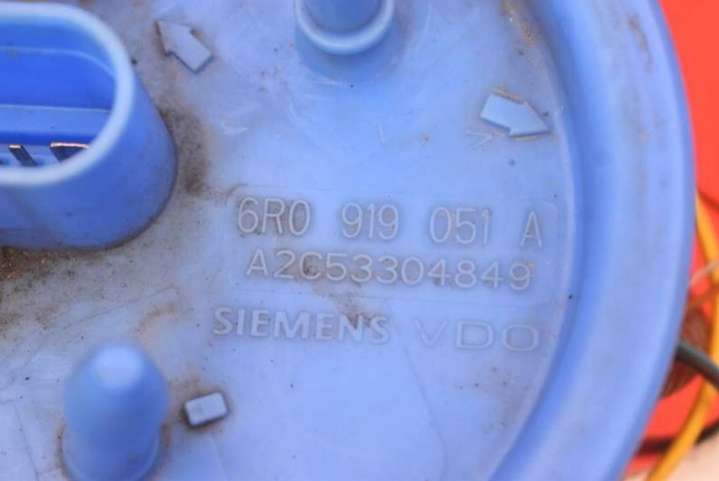 6R0 919 051 A
A2C53304849
SIEMENS VDO